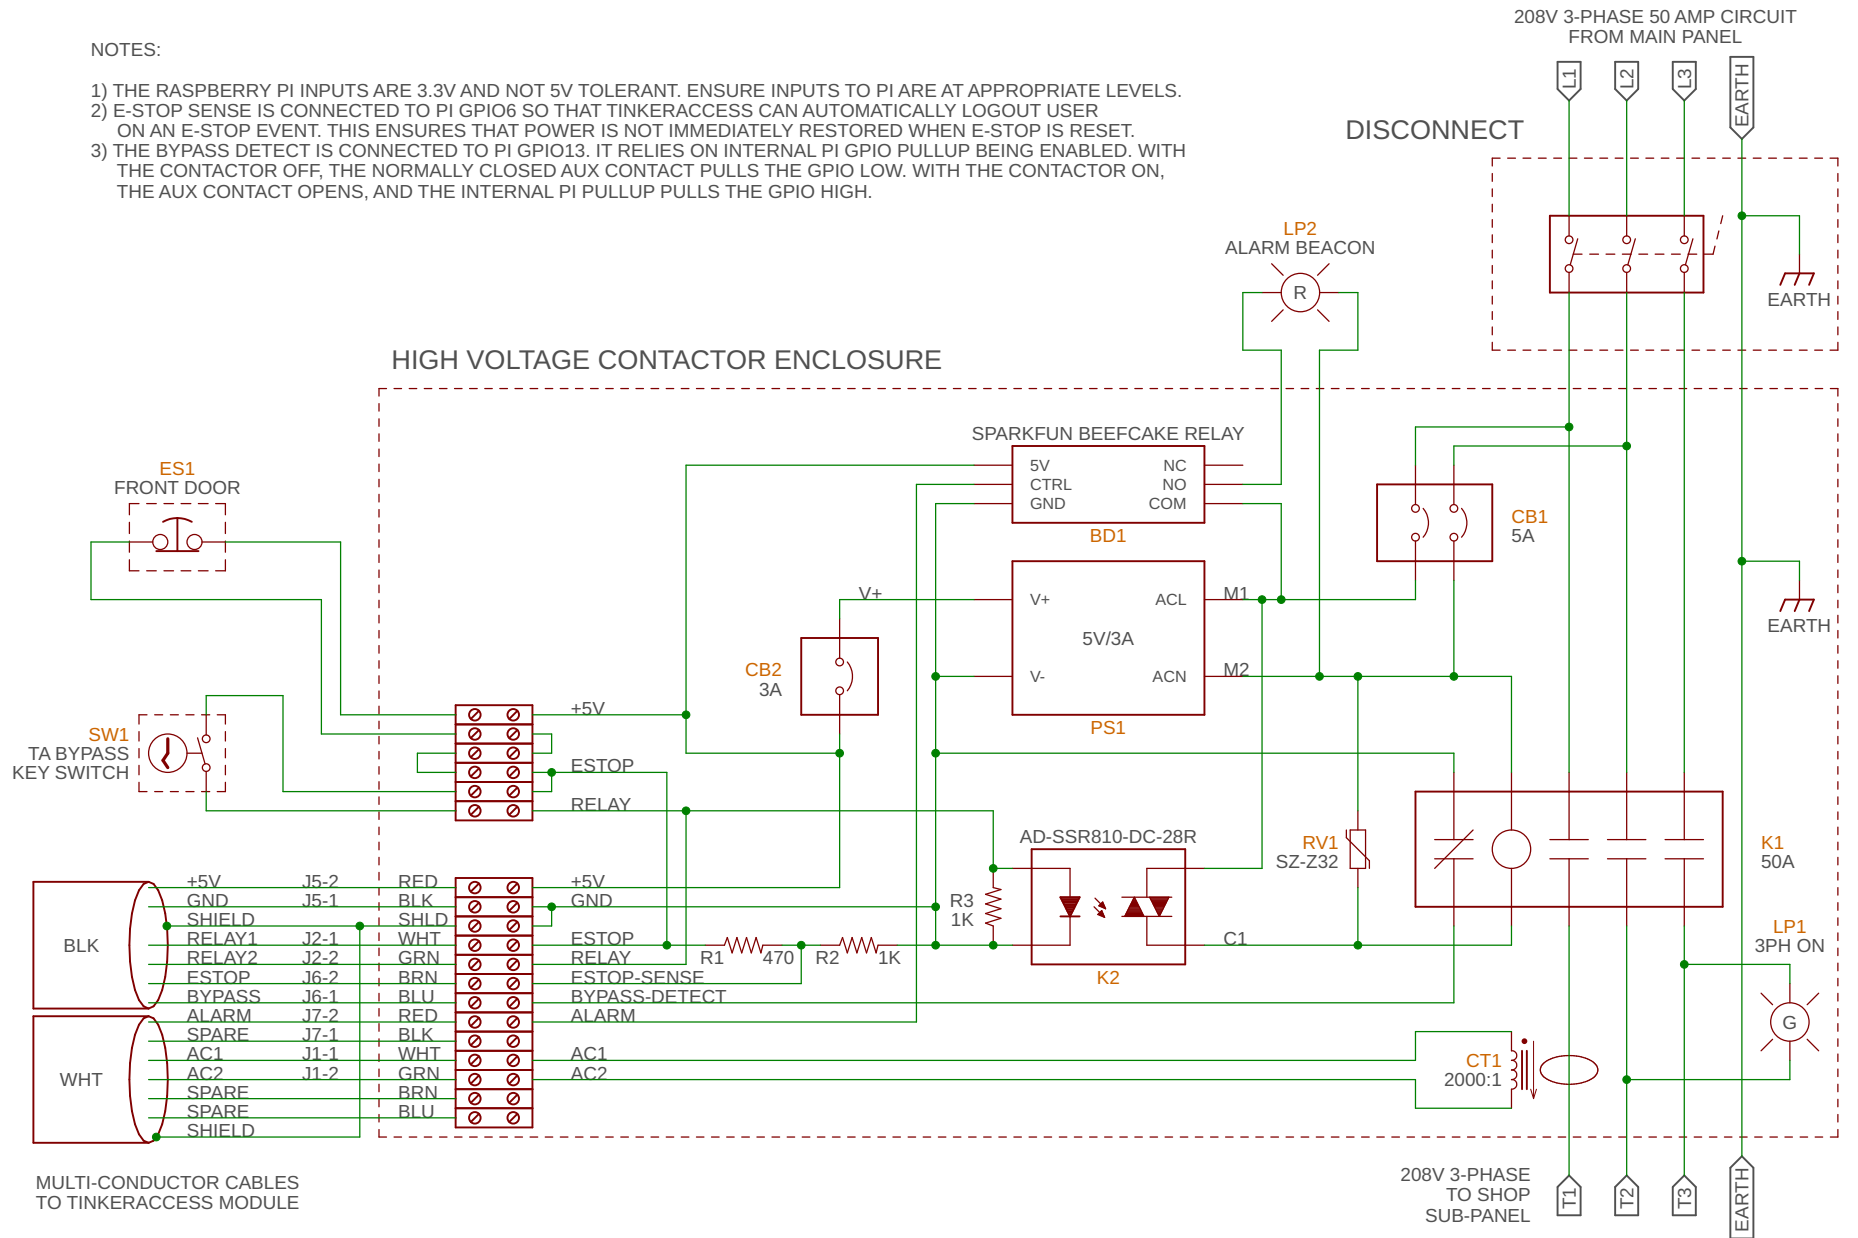 208V 3-PHASE 50 AMP CIRCUIT
FROM MAIN PANEL
L1
L2
L3
EARTH
NOTES:
1) THE RASPBERRY PI INPUTS ARE 3.3V AND NOT 5V TOLERANT. ENSURE INPUTS TO PI ARE AT APPROPRIATE LEVELS.
2) E-STOP SENSE IS CONNECTED TO PI GPIO6 SO THAT TINKERACCESS CAN AUTOMATICALLY LOGOUT USER
ON AN E-STOP EVENT. THIS ENSURES THAT POWER IS NOT IMMEDIATELY RESTORED WHEN E-STOP IS RESET.
3) THE BYPASS DETECT IS CONNECTED TO PI GPIO13. IT RELIES ON INTERNAL PI GPIO PULLUP BEING ENABLED. WITH
THE CONTACTOR OFF, THE NORMALLY CLOSED AUX CONTACT PULLS THE GPIO LOW. WITH THE CONTACTOR ON,
THE AUX CONTACT OPENS, AND THE INTERNAL PI PULLUP PULLS THE GPIO HIGH.
DISCONNECT
EARTH
LP2
ALARM BEACON
R
HIGH VOLTAGE CONTACTOR ENCLOSURE
SPARKFUN BEEFCAKE RELAY
5V NC
CTRL NO
GND COM
BD1
CB1
5A
ES1
FRONT DOOR
V+
V+ ACL
M1
5V/3A
V- ACN
M2
PS1
CB2
3A
EARTH
SW1
TA BYPASS
KEY SWITCH
+5V
ESTOP
RELAY
AD-SSR810-DC-28R
RV1
SZ-Z32
K1
50A
R3
1K
C1
K2
LP1
3PH ON
G
BLK
+5V J5-2 RED +5V
GND J5-1 BLK GND
SHIELD SHLD
RELAY1 J2-1 WHT ESTOP
RELAY2 J2-2 GRN RELAY
ESTOP J6-2 BRN ESTOP-SENSE
BYPASS J6-1 BLU BYPASS-DETECT
R1 470 R2 1K
WHT
ALARM J7-2 RED ALARM
SPARE J7-1 BLK
AC1 J1-1 WHT AC1
AC2 J1-2 GRN AC2
SPARE BRN
SPARE BLU
SHIELD
CT1
2000:1
MULTI-CONDUCTOR CABLES
TO TINKERACCESS MODULE
208V 3-PHASE
TO SHOP
SUB-PANEL
T1
T2
T3
EARTH